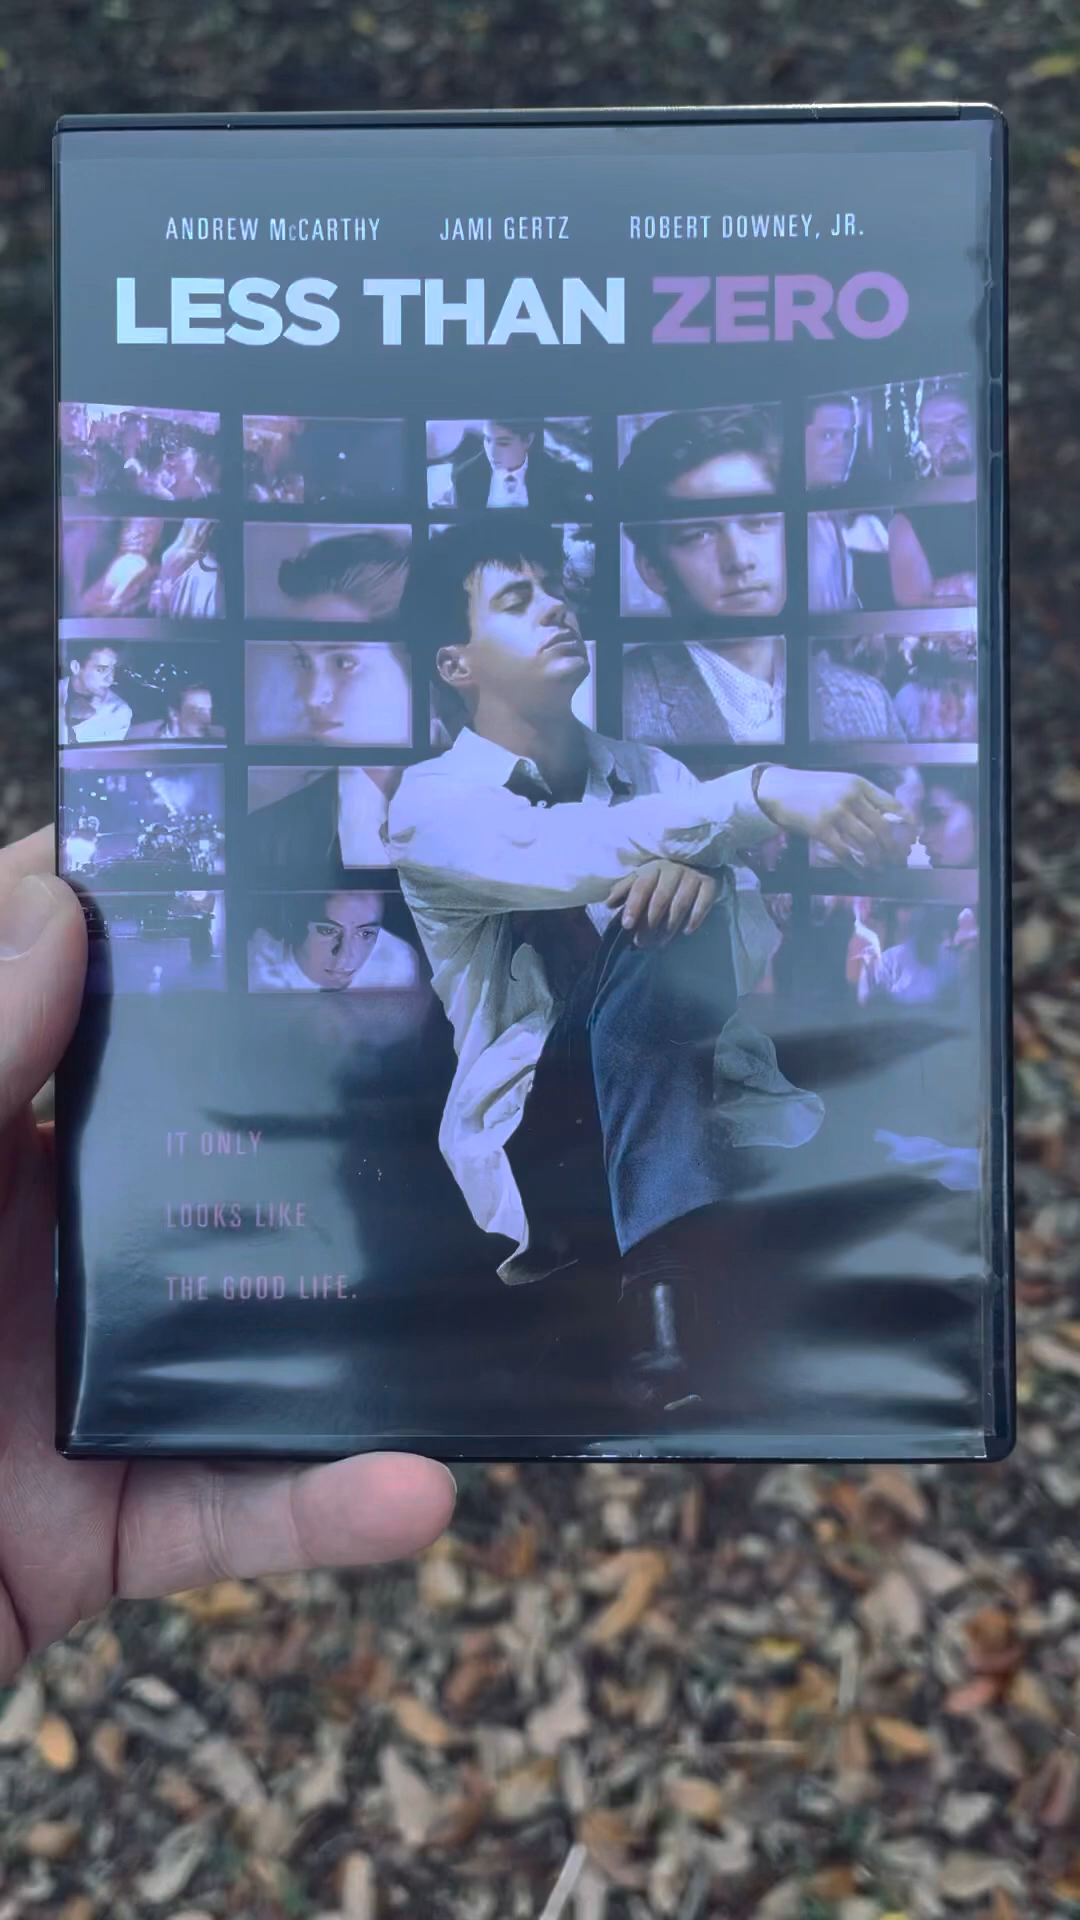 ANDREW McCARTHY JAMI GERTZ ROBERT DOWNEY, JR.
LESS THAN ZERO
IT ONLY
LOOKS LIKE
THE GOOD LIFE.